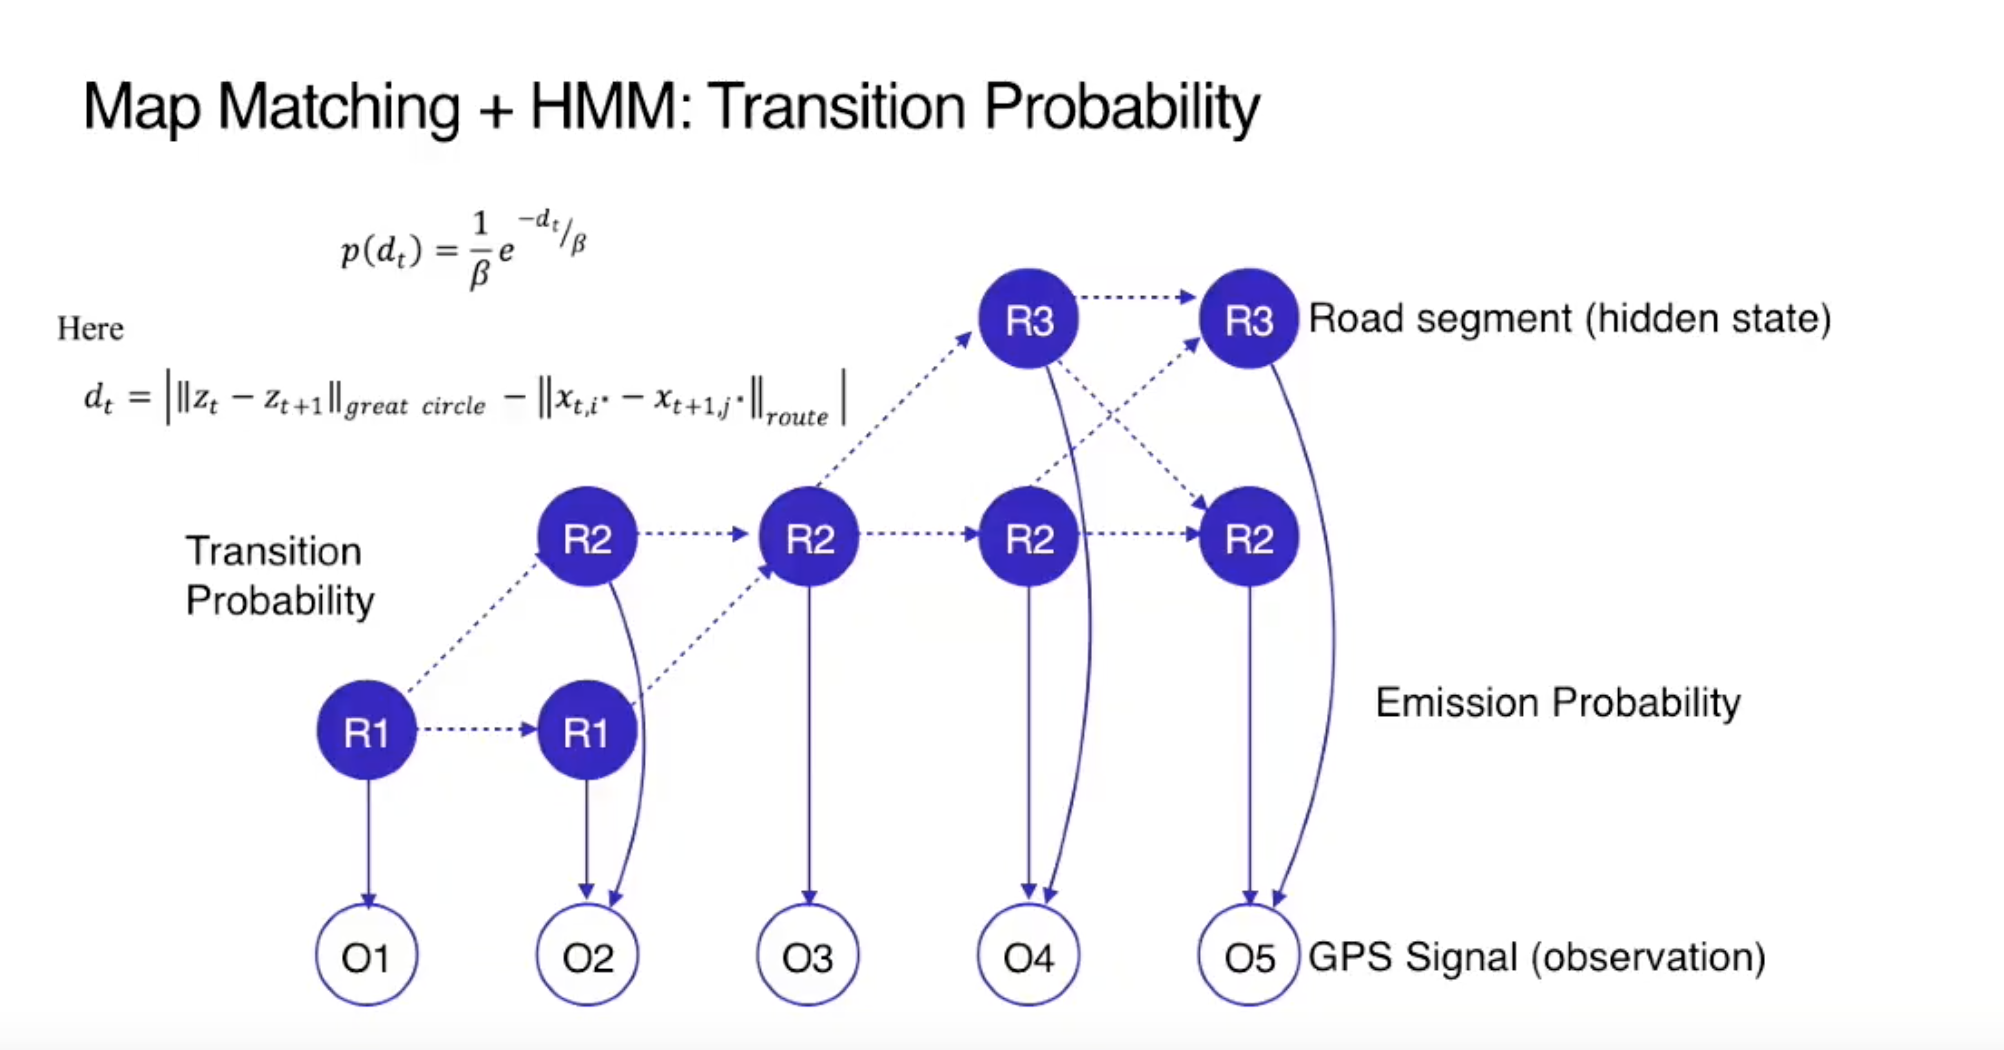 Map Matching + HMM: Transition Probability
p(d_t) = 1/β e^(-d_t/β)
Here
d_t = | ‖z_t − z_{t+1}‖_{great circle} − ‖x_{t,i*} − x_{t+1,j*}‖_{route} |
R3 R3 Road segment (hidden state)
Transition
Probability
R2 R2 R2 R2
R1 R1
Emission Probability
O1 O2 O3 O4 O5 GPS Signal (observation)